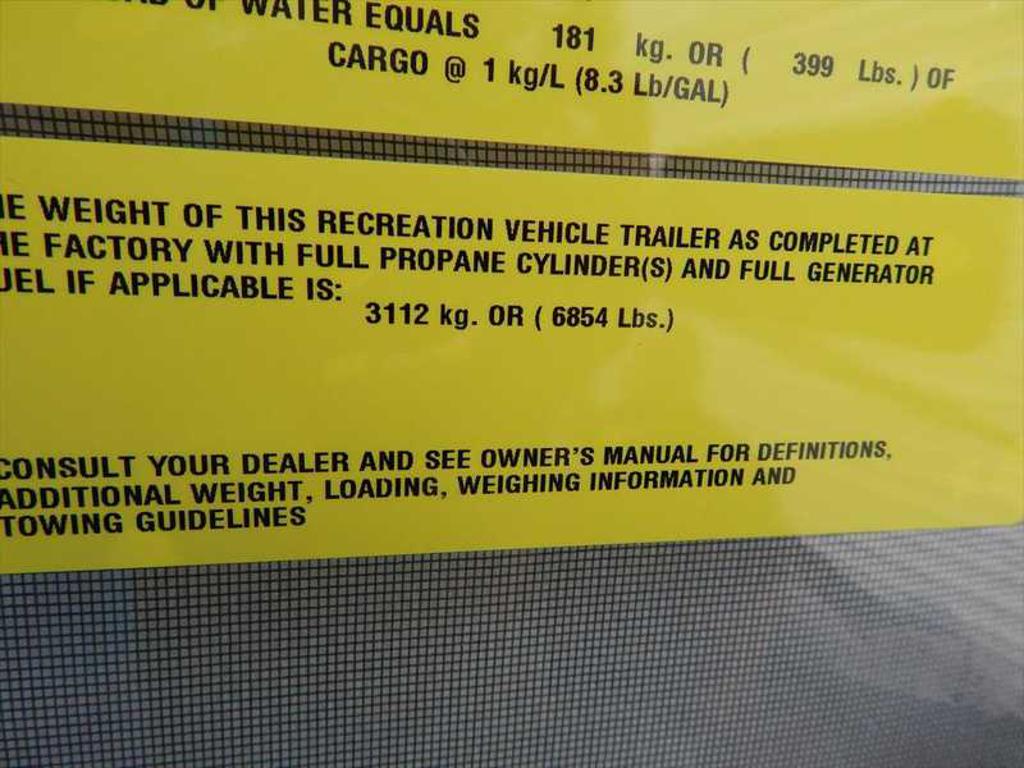 OF WATER EQUALS 181 kg. OR ( 399 Lbs. ) OF
CARGO @ 1 kg/L (8.3 Lb/GAL)
IE WEIGHT OF THIS RECREATION VEHICLE TRAILER AS COMPLETED AT
HE FACTORY WITH FULL PROPANE CYLINDER(S) AND FULL GENERATOR
UEL IF APPLICABLE IS:
3112 kg. OR ( 6854 Lbs.)
CONSULT YOUR DEALER AND SEE OWNER'S MANUAL FOR DEFINITIONS,
ADDITIONAL WEIGHT, LOADING, WEIGHING INFORMATION AND
TOWING GUIDELINES